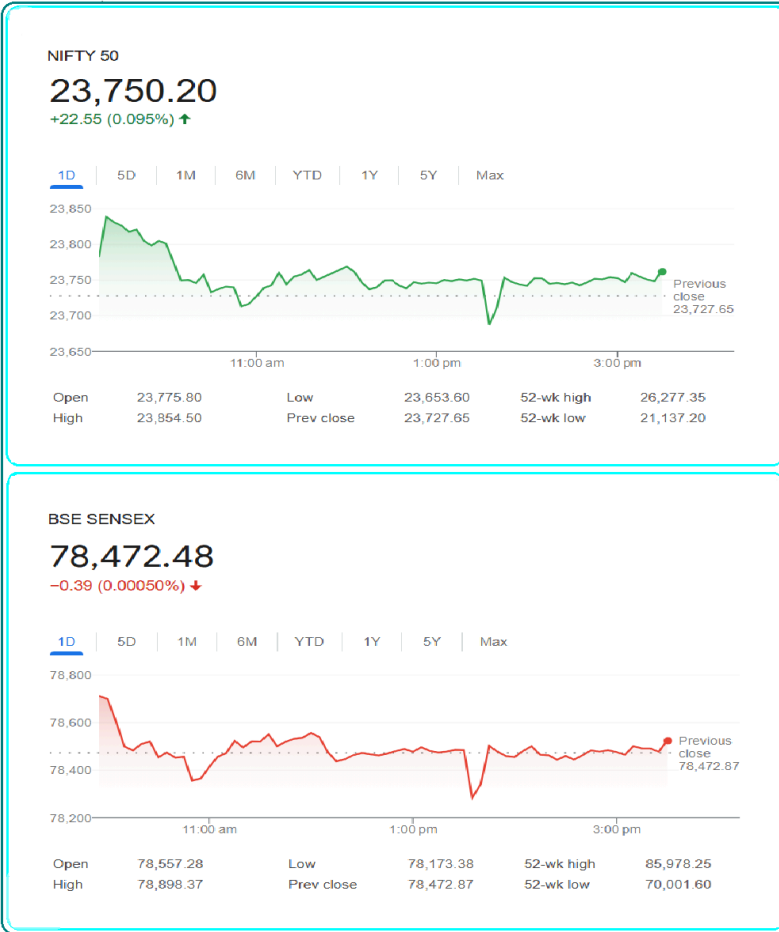 NIFTY 50
23,750.20
+22.55 (0.095%) ↑
1D 5D 1M 6M YTD 1Y 5Y Max
23,850
23,800
23,750
23,700
23,650
Previous
close
23,727.65
11:00 am 1:00 pm 3:00 pm
Open 23,775.80 Low 23,653.60 52-wk high 26,277.35
High 23,854.50 Prev close 23,727.65 52-wk low 21,137.20
BSE SENSEX
78,472.48
−0.39 (0.00050%) ↓
1D 5D 1M 6M YTD 1Y 5Y Max
78,800
78,600
78,400
78,200
Previous
close
78,472.87
11:00 am 1:00 pm 3:00 pm
Open 78,557.28 Low 78,173.38 52-wk high 85,978.25
High 78,898.37 Prev close 78,472.87 52-wk low 70,001.60